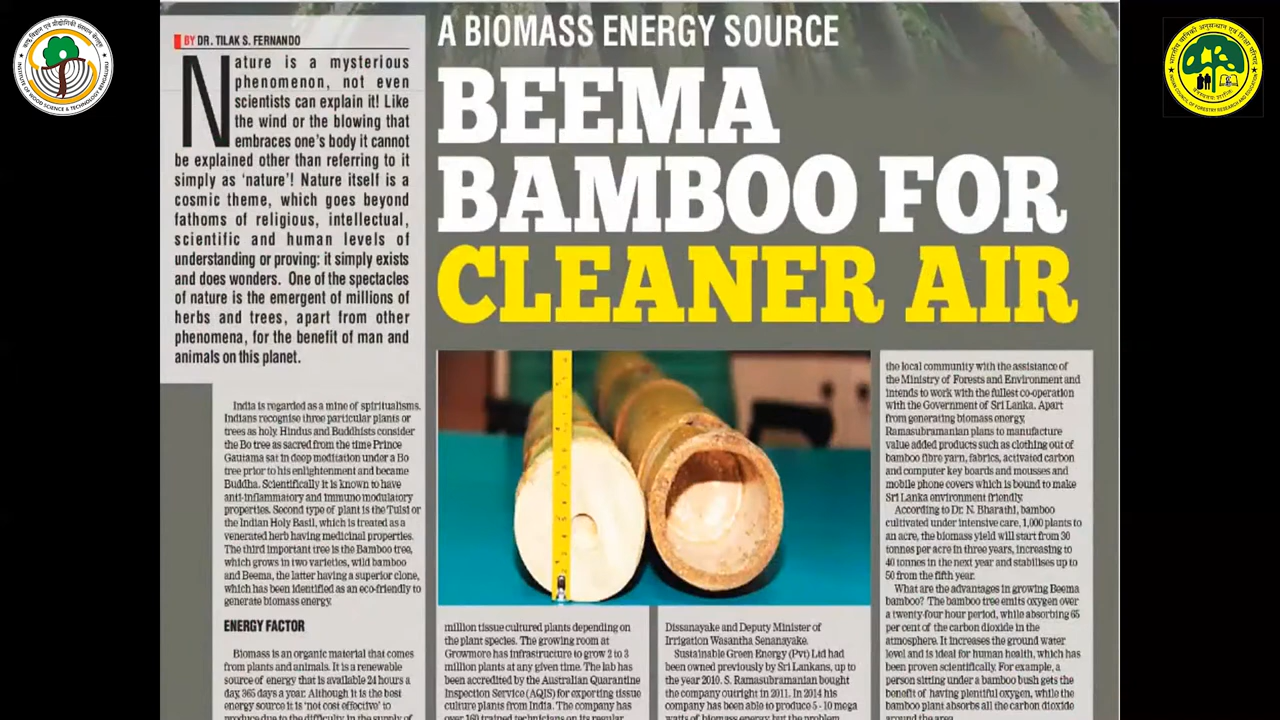 A BIOMASS ENERGY SOURCE
BEEMA
BAMBOO FOR
CLEANER AIR
BY DR. TILAK S. FERNANDO
Nature is a mysterious
phenomenon, not even
scientists can explain it! Like
the wind or the blowing that
embraces one's body it cannot
be explained other than referring to it
simply as 'nature'! Nature itself is a
cosmic theme, which goes beyond
fathoms of religious, intellectual,
scientific and human levels of
understanding or proving: it simply exists
and does wonders. One of the spectacles
of nature is the emergent of millions of
herbs and trees, apart from other
phenomena, for the benefit of man and
animals on this planet.
India is regarded as a mine of spiritualisms.
Indians recognise three particular plants or
trees as holy. Hindus and Buddhists consider
the Bo tree as sacred from the time Prince
Gautama sat in deep meditation under a Bo
tree prior to his enlightenment and became
Buddha. Scientifically it is known to have
anti-inflammatory and immuno modulatory
properties. Second type of plant is the Tulsi or
the Indian Holy Basil, which is treated as a
venerated herb having medicinal properties.
The third important tree is the Bamboo tree,
which grows in two varieties, wild bamboo
and Beema, the latter having a superior clone,
which has been identified as an eco-friendly to
generate biomass energy.
ENERGY FACTOR
Biomass is an organic material that comes
from plants and animals. It is a renewable
source of energy that is available 24 hours a
day, 365 days a year. Although it is the best
energy source it is 'not cost effective' to
produce due to the difficulty in the supply of
million tissue cultured plants depending on
the plant species. The growing room at
Growmore has infrastructure to grow 2 to 3
million plants at any given time. The lab has
been accredited by the Australian Quarantine
Inspection Service (AQIS) for exporting tissue
culture plants from India. The company has
over 160 trained technicians on its regular
Dissanayake and Deputy Minister of
Irrigation Wasantha Senanayake.
Sustainable Green Energy (Pvt) Ltd had
been owned previously by Sri Lankans, up to
the year 2010. S. Ramasubramanian bought
the company outright in 2011. In 2014 his
company has been able to produce 5 - 10 mega
watts of biomass energy but the problem
the local community with the assistance of
the Ministry of Forests and Environment and
intends to work with the fullest co-operation
with the Government of Sri Lanka. Apart
from generating biomass energy,
Ramasubramanian plans to manufacture
value added products such as clothing out of
bamboo fibre yarn, fabrics, activated carbon
and computer key boards and mousses and
mobile phone covers which is bound to make
Sri Lanka environment friendly.
According to Dr. N. Bharathi, bamboo
cultivated under intensive care, 1,000 plants to
an acre, the biomass yield will start from 30
tonnes per acre in three years, increasing to
40 tonnes in the next year and stabilises up to
50 from the fifth year.
What are the advantages in growing Beema
bamboo? The bamboo tree emits oxygen over
a twenty-four hour period, while absorbing 65
per cent of the carbon dioxide in the
atmosphere. It increases the ground water
level and is ideal for human health, which has
been proven scientifically. For example, a
person sitting under a bamboo bush gets the
benefit of having plentiful oxygen, while the
bamboo plant absorbs all the carbon dioxide
around the area.